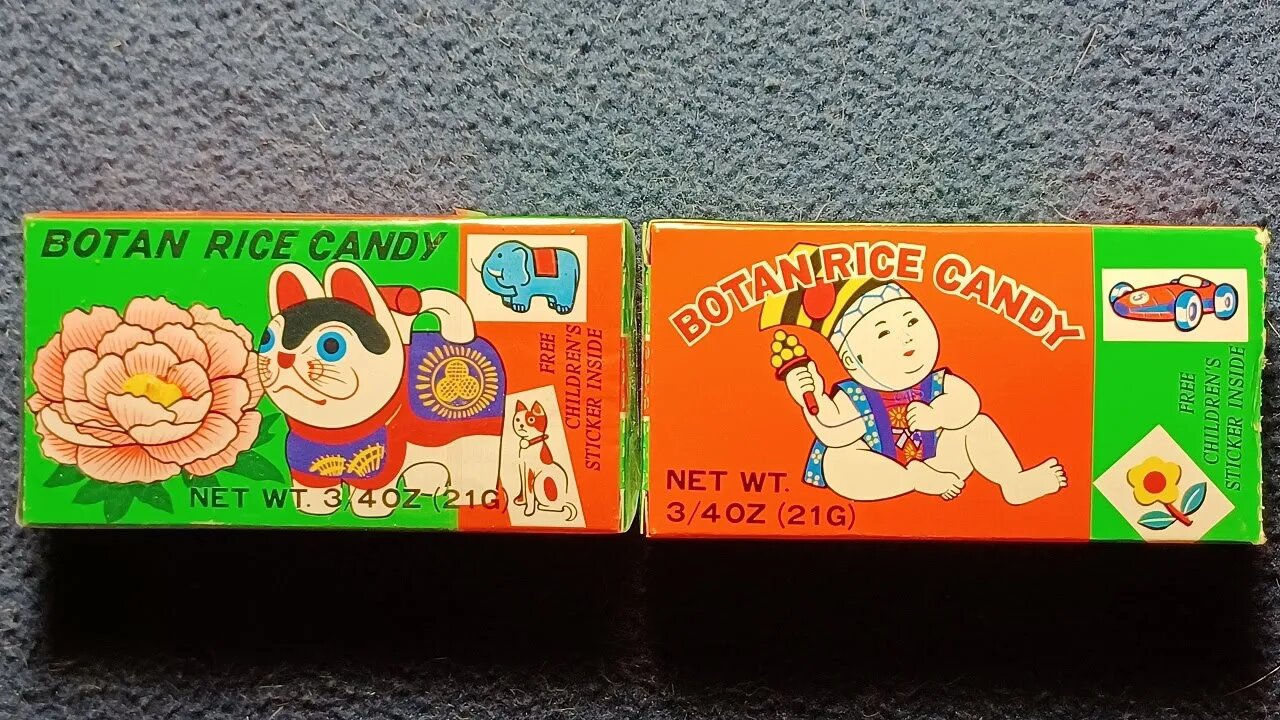 BOTAN RICE CANDY
FREE
CHILDREN'S
STICKER INSIDE
NET WT. 3/4OZ (21G)
BOTAN RICE CANDY
FREE
CHILDREN'S
STICKER INSIDE
NET WT.
3/4OZ (21G)